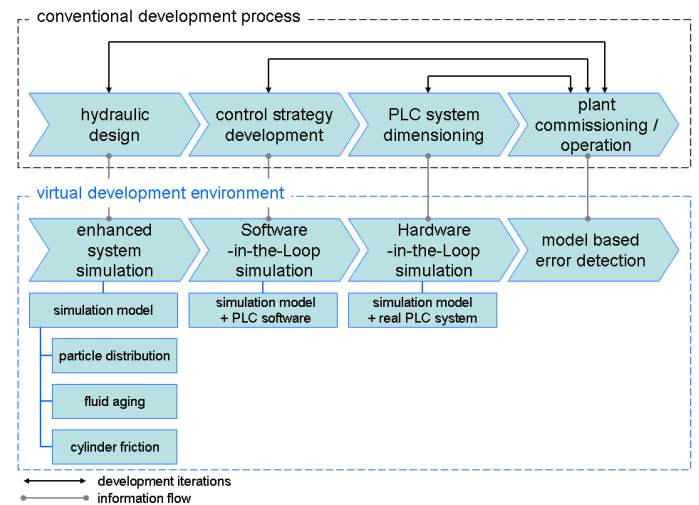 conventional development process
hydraulic
design
control strategy
development
PLC system
dimensioning
plant
commissioning /
operation
virtual development environment
enhanced
system
simulation
Software
-in-the-Loop
simulation
Hardware
-in-the-Loop
simulation
model based
error detection
simulation model
simulation model
+ PLC software
simulation model
+ real PLC system
particle distribution
fluid aging
cylinder friction
development iterations
information flow